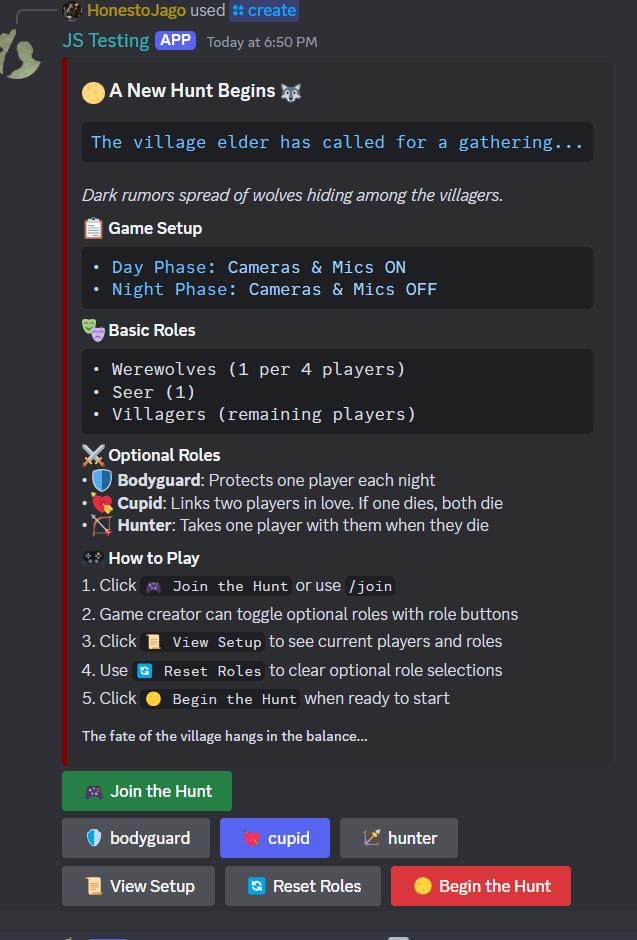 HonestoJago used create
JS Testing APP Today at 6:50 PM
A New Hunt Begins
The village elder has called for a gathering...
Dark rumors spread of wolves hiding among the villagers.
Game Setup
• Day Phase: Cameras & Mics ON
• Night Phase: Cameras & Mics OFF
Basic Roles
• Werewolves (1 per 4 players)
• Seer (1)
• Villagers (remaining players)
Optional Roles
• Bodyguard: Protects one player each night
• Cupid: Links two players in love. If one dies, both die
• Hunter: Takes one player with them when they die
How to Play
1. Click Join the Hunt or use /join
2. Game creator can toggle optional roles with role buttons
3. Click View Setup to see current players and roles
4. Use Reset Roles to clear optional role selections
5. Click Begin the Hunt when ready to start
The fate of the village hangs in the balance...
Join the Hunt
bodyguard cupid hunter
View Setup Reset Roles Begin the Hunt